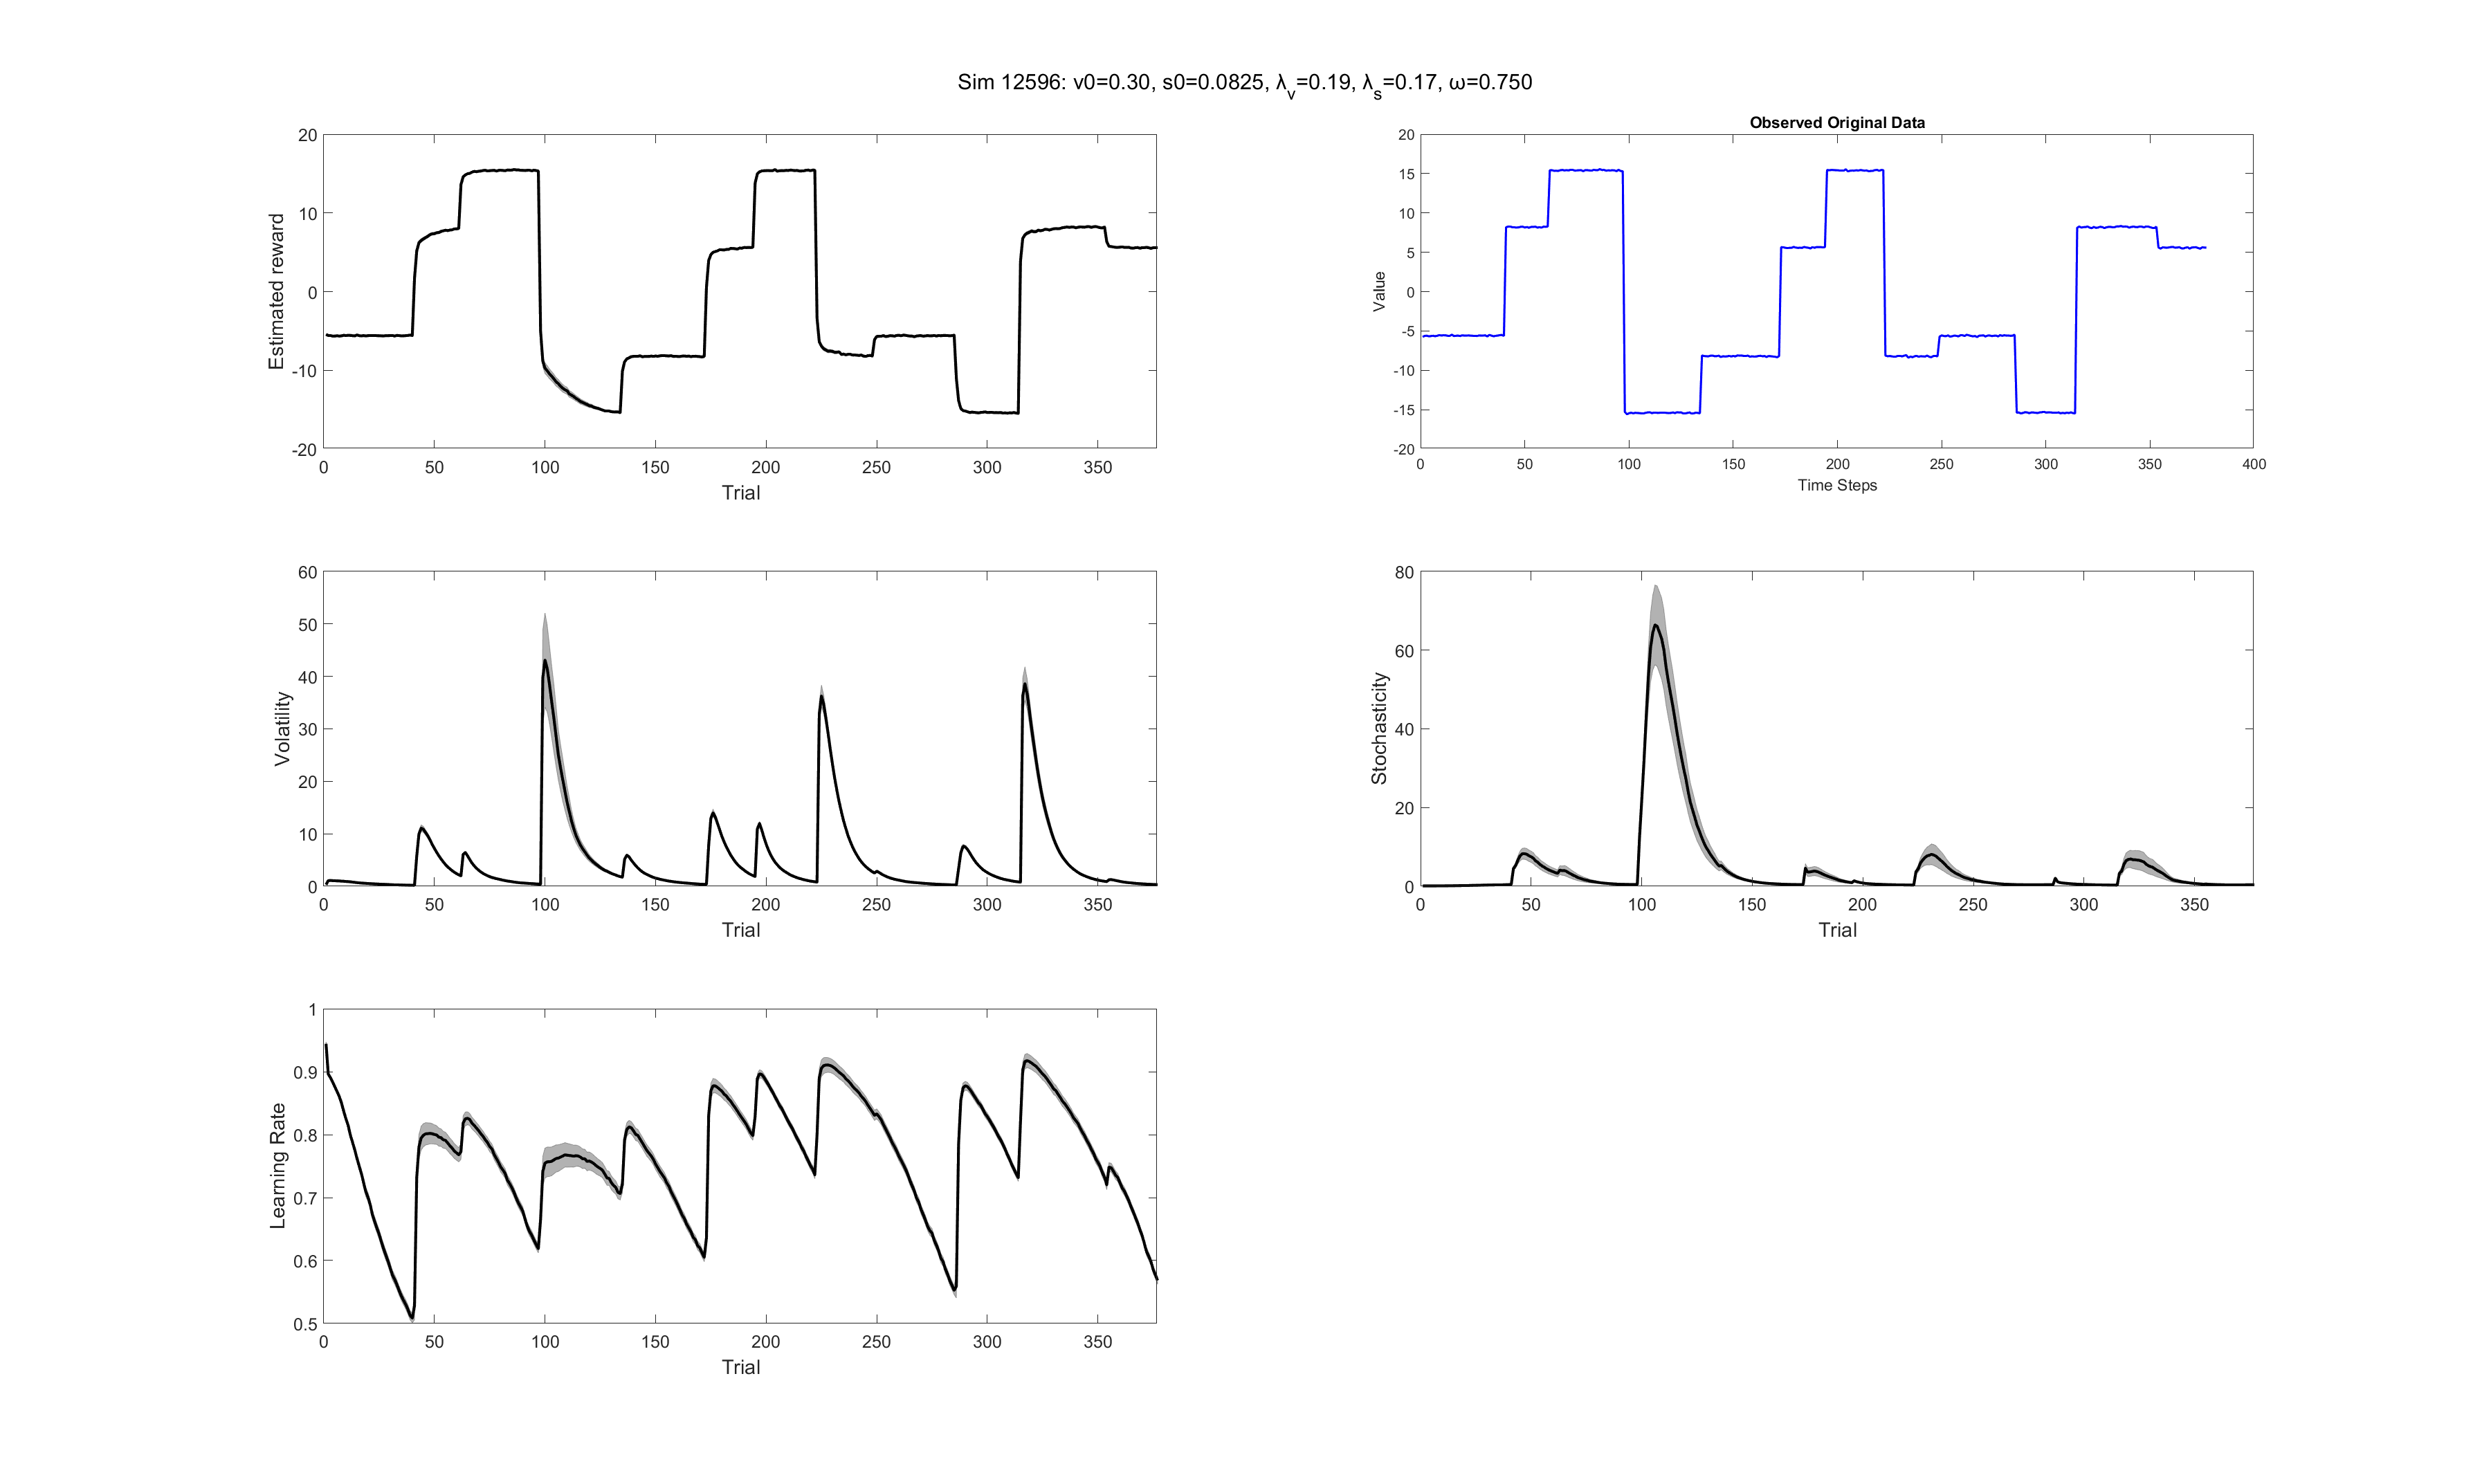 Sim 12596: v0=0.30, s0=0.0825, λv=0.19, λs=0.17, ω=0.750
20
10
0
-10
-20
Estimated reward
0 50 100 150 200 250 300 350
Trial
Observed Original Data
20
15
10
5
0
-5
-10
-15
-20
Value
0 50 100 150 200 250 300 350 400
Time Steps
60
50
40
30
20
10
0
Volatility
0 50 100 150 200 250 300 350
Trial
80
60
40
20
0
Stochasticity
0 50 100 150 200 250 300 350
Trial
1
0.9
0.8
0.7
0.6
0.5
Learning Rate
0 50 100 150 200 250 300 350
Trial